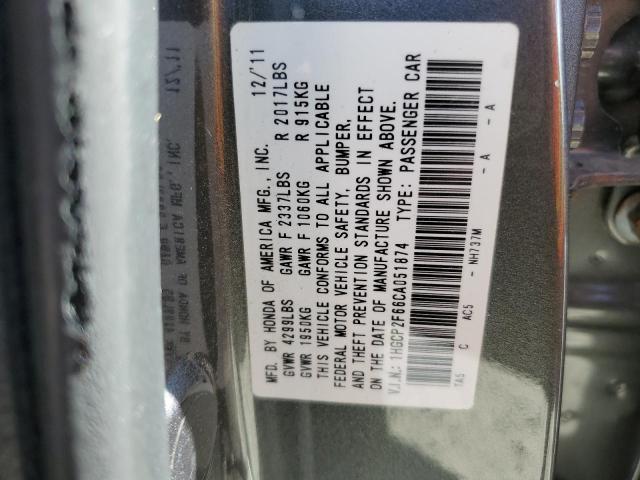 MFD. BY HONDA OF AMERICA MFG., INC. 12/'11
GVWR 4299LBS GAWR F 2337LBS R 2017LBS
GVWR 1950KG GAWR F 1060KG R 915KG
THIS VEHICLE CONFORMS TO ALL APPLICABLE
FEDERAL MOTOR VEHICLE SAFETY, BUMPER,
AND THEFT PREVENTION STANDARDS IN EFFECT
ON THE DATE OF MANUFACTURE SHOWN ABOVE.
V.I.N.: 1HGCP2F66CA051874 TYPE: PASSENGER CAR
TA5 C AC5 - NH737M - A - A